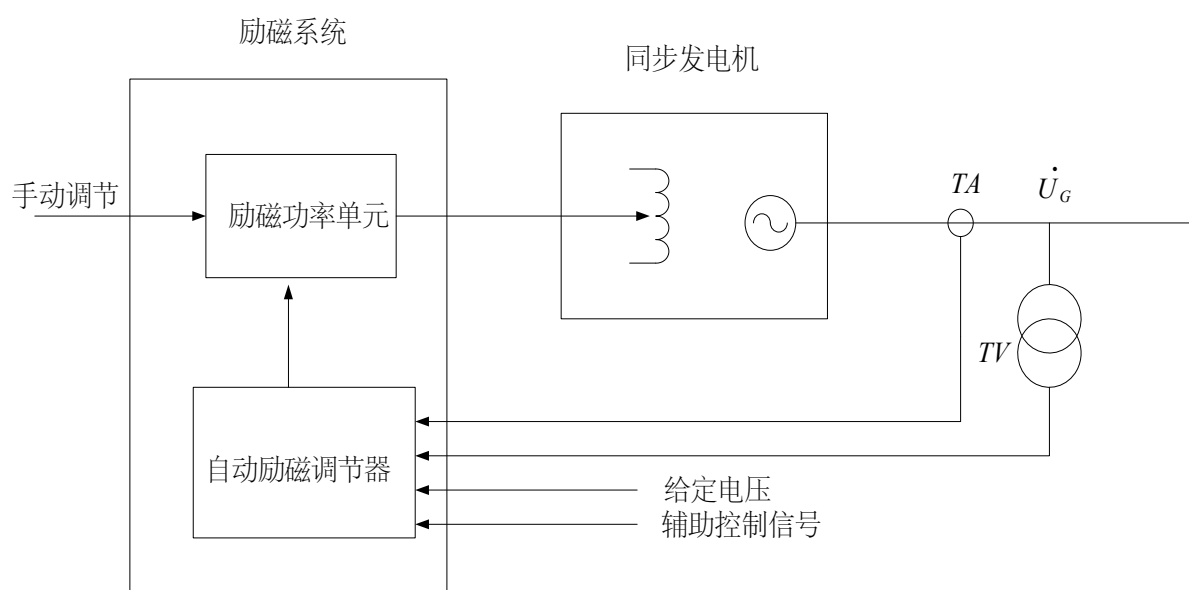 励磁系统
同步发电机
手动调节
励磁功率单元
TA
U̇_G
TV
自动励磁调节器
给定电压
辅助控制信号